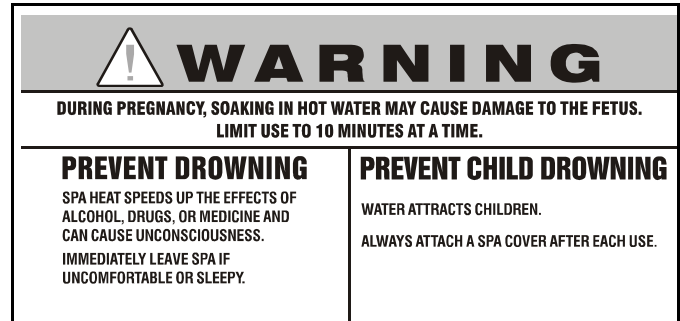 WARNING
DURING PREGNANCY, SOAKING IN HOT WATER MAY CAUSE DAMAGE TO THE FETUS.
LIMIT USE TO 10 MINUTES AT A TIME.
PREVENT DROWNING
SPA HEAT SPEEDS UP THE EFFECTS OF
ALCOHOL, DRUGS, OR MEDICINE AND
CAN CAUSE UNCONSCIOUSNESS.
IMMEDIATELY LEAVE SPA IF
UNCOMFORTABLE OR SLEEPY.
PREVENT CHILD DROWNING
WATER ATTRACTS CHILDREN.
ALWAYS ATTACH A SPA COVER AFTER EACH USE.